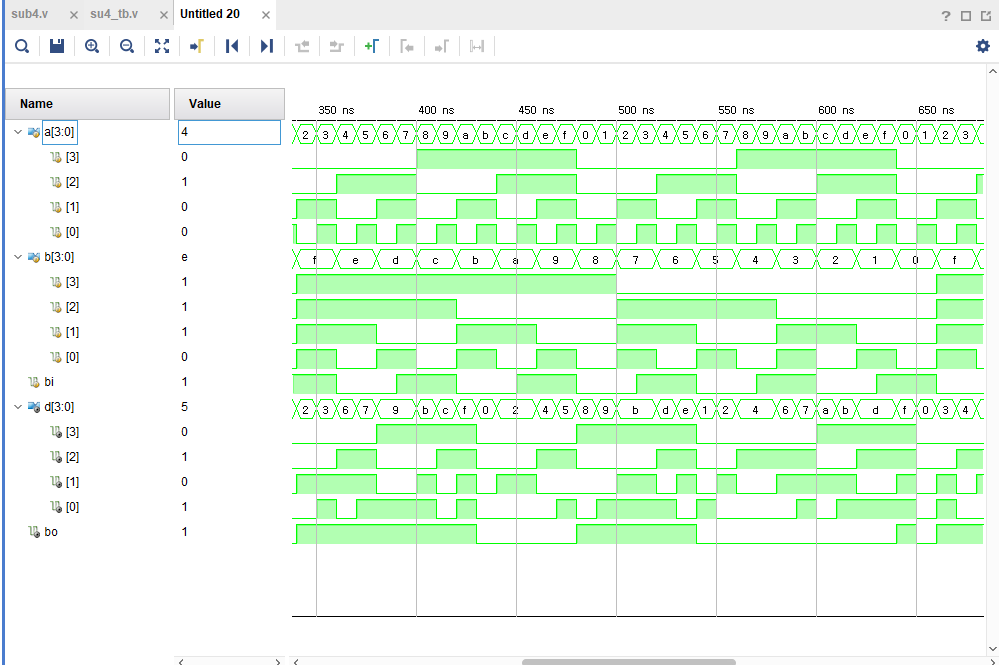 sub4.v × su4_tb.v × Untitled 20 ×
?
Name Value
350 ns 400 ns 450 ns 500 ns 550 ns 600 ns 650 ns
a[3:0] 4 2 3 4 5 6 7 8 9 a b c d e f 0 1 2 3 4 5 6 7 8 9 a b c d e f 0 1 2 3
[3] 0
[2] 1
[1] 0
[0] 0
b[3:0] e f e d c b a 9 8 7 6 5 4 3 2 1 0 f
[3] 1
[2] 1
[1] 1
[0] 0
bi 1
d[3:0] 5 2 3 6 7 9 b c f 0 2 4 5 8 9 b d e 1 2 4 6 7 a b d f 0 3 4
[3] 0
[2] 1
[1] 0
[0] 1
bo 1